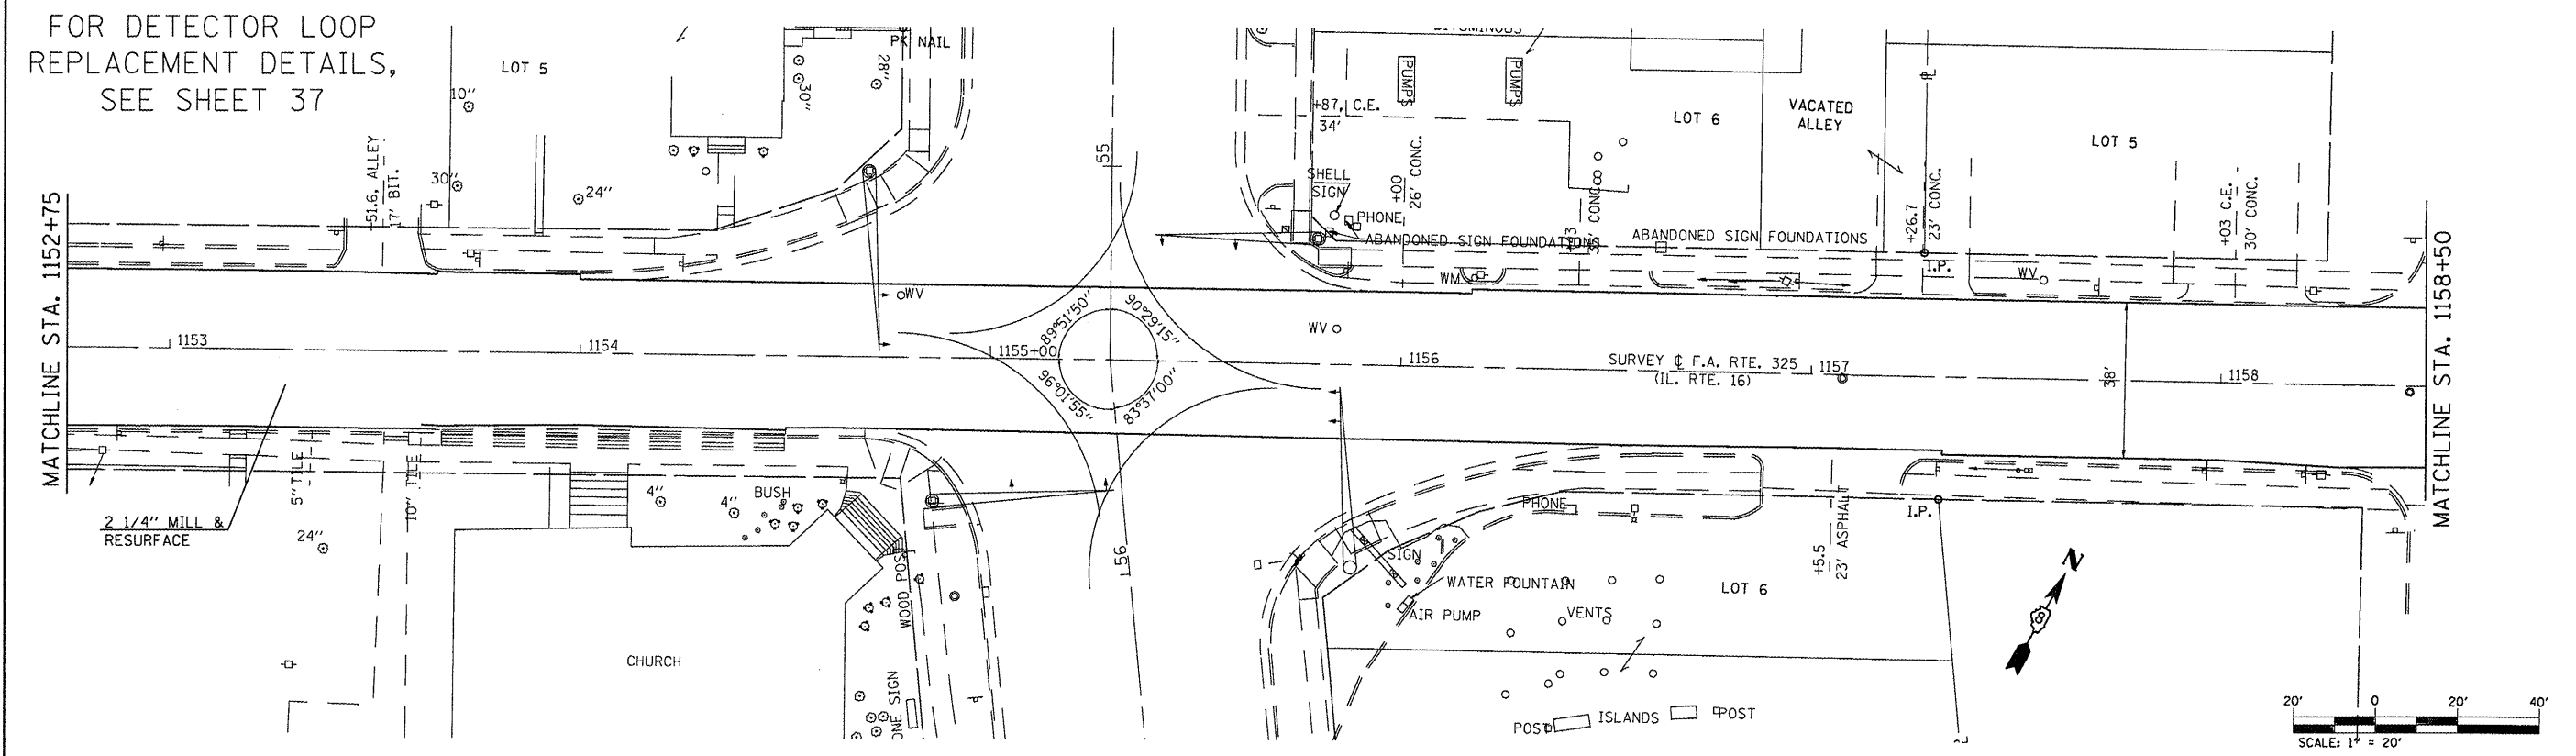 FOR DETECTOR LOOP
REPLACEMENT DETAILS,
SEE SHEET 37
LOT 5
PK NAIL
28"
30"
10"
30"
24"
+51.6, ALLEY
17' BIT.
MATCHLINE STA. 1152+75
PUMPS
PUMPS
+87, C.E.
34'
+00
26' CONC.
SHELL
SIGN
PHONE
ABANDONED SIGN FOUNDATIONS
ABANDONED SIGN FOUNDATIONS
CONC.
LOT 6
VACATED
ALLEY
LOT 5
+26.7
23' CONC.
+03 C.E.
30' CONC.
I.P.
WV
WM
WV
WV
55
89°51'50"
90°29'15"
96°01'55"
83°37'00"
1153
1154
1155+00
1156
SURVEY ℄ F.A. RTE. 325
(IL. RTE. 16)
1157
1158
38'
MATCHLINE STA. 1158+50
2 1/4" MILL &
RESURFACE
5" TILE
10" TILE
24"
4"
4"
BUSH
CHURCH
WOOD POST
56
SIGN
WATER FOUNTAIN
AIR PUMP
VENTS
PHONE
+5.5
23' ASPHALT
I.P.
LOT 6
POST
ISLANDS
POST
N
20' 0 20' 40'
SCALE: 1" = 20'